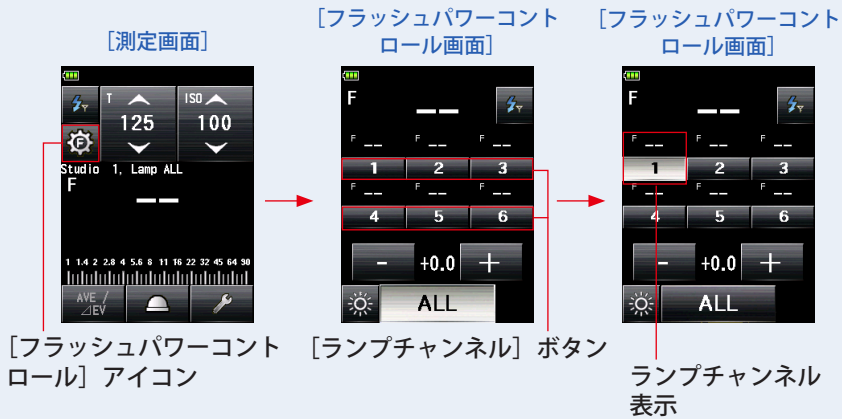 [測定画面]
T
ISO
125
100
Studio 1, Lamp ALL
F
--
1 1.4 2 2.8 4 5.6 8 11 16 22 32 45 64 90
AVE /
⊿EV
[フラッシュパワーコント
ロール] アイコン
[フラッシュパワーコント
ロール画面]
F
--
F -- F -- F --
1 2 3
F -- F -- F --
4 5 6
- +0.0 +
ALL
[ランプチャンネル] ボタン
[フラッシュパワーコント
ロール画面]
F
--
F -- F -- F --
1 2 3
F -- F -- F --
4 5 6
- +0.0 +
ALL
ランプチャンネル
表示